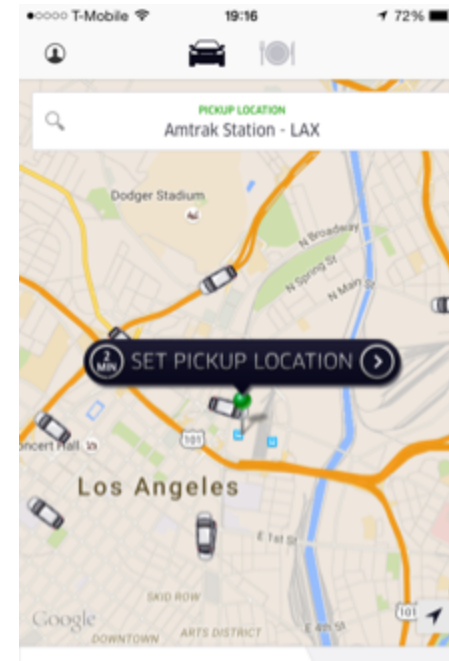 T-Mobile 19:16 72%
PICKUP LOCATION
Amtrak Station - LAX
Dodger Stadium
N Broadway
N Spring St
N Main St
2 MIN SET PICKUP LOCATION
101
ncert Hall
Los Angeles
E 1st St
SKID ROW
Google
101
DOWNTOWN
ARTS DISTRICT
E 4th St